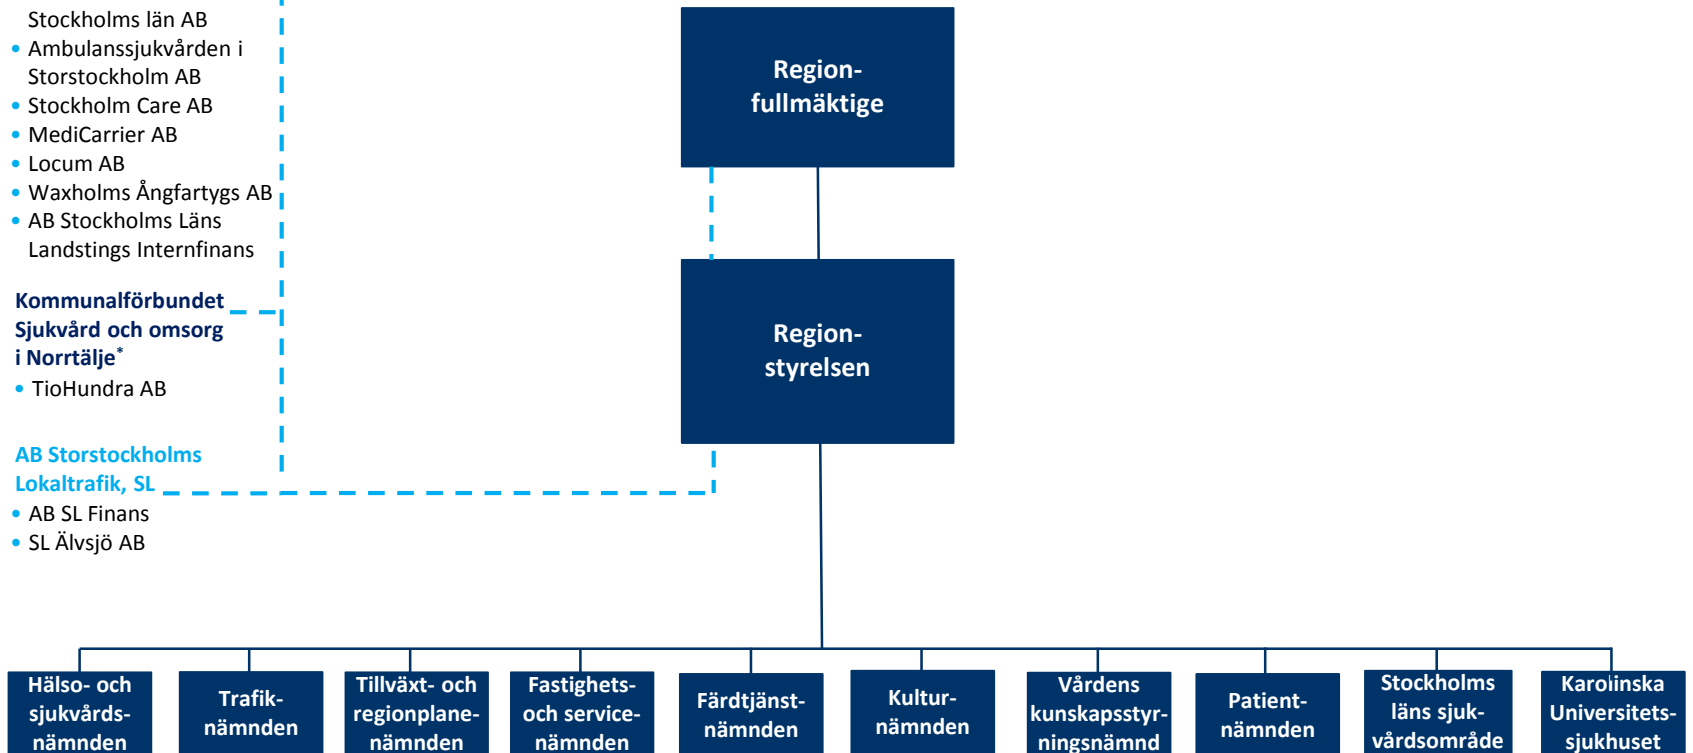 Stockholms län AB
• Ambulanssjukvården i
Storstockholm AB
• Stockholm Care AB
• MediCarrier AB
• Locum AB
• Waxholms Ångfartygs AB
• AB Stockholms Läns
Landstings Internfinans
Kommunalförbundet
Sjukvård och omsorg
i Norrtälje*
• TioHundra AB
AB Storstockholms
Lokaltrafik, SL
• AB SL Finans
• SL Älvsjö AB
Region-
fullmäktige
Region-
styrelsen
Hälso- och
sjukvårds-
nämnden
Trafik-
nämnden
Tillväxt- och
regionplane-
nämnden
Fastighets-
och service-
nämnden
Färdtjänst-
nämnden
Kultur-
nämnden
Vårdens
kunskapsstyr-
ningsnämnd
Patient-
nämnden
Stockholms
läns sjuk-
vårdsområde
Karolinska
Universitets-
sjukhuset